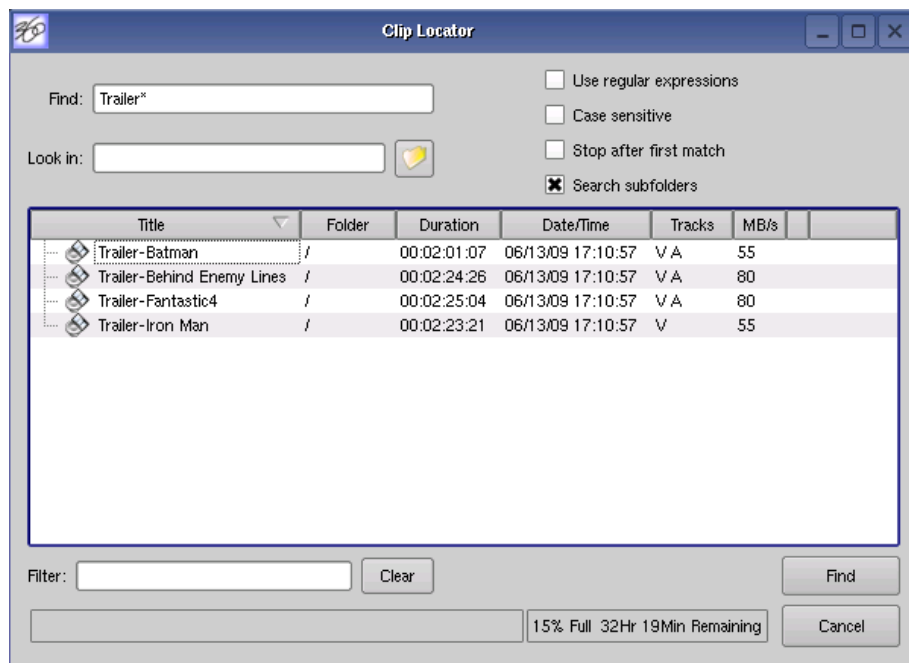 360
Clip Locator
Find: Trailer*
Use regular expressions
Case sensitive
Look in:
Stop after first match
Search subfolders
Title Folder Duration Date/Time Tracks MB/s
Trailer-Batman / 00:02:01:07 06/13/09 17:10:57 V A 55
Trailer-Behind Enemy Lines / 00:02:24:26 06/13/09 17:10:57 V A 80
Trailer-Fantastic4 / 00:02:25:04 06/13/09 17:10:57 V A 80
Trailer-Iron Man / 00:02:23:21 06/13/09 17:10:57 V 55
Filter: Clear Find
15% Full 32Hr 19Min Remaining Cancel